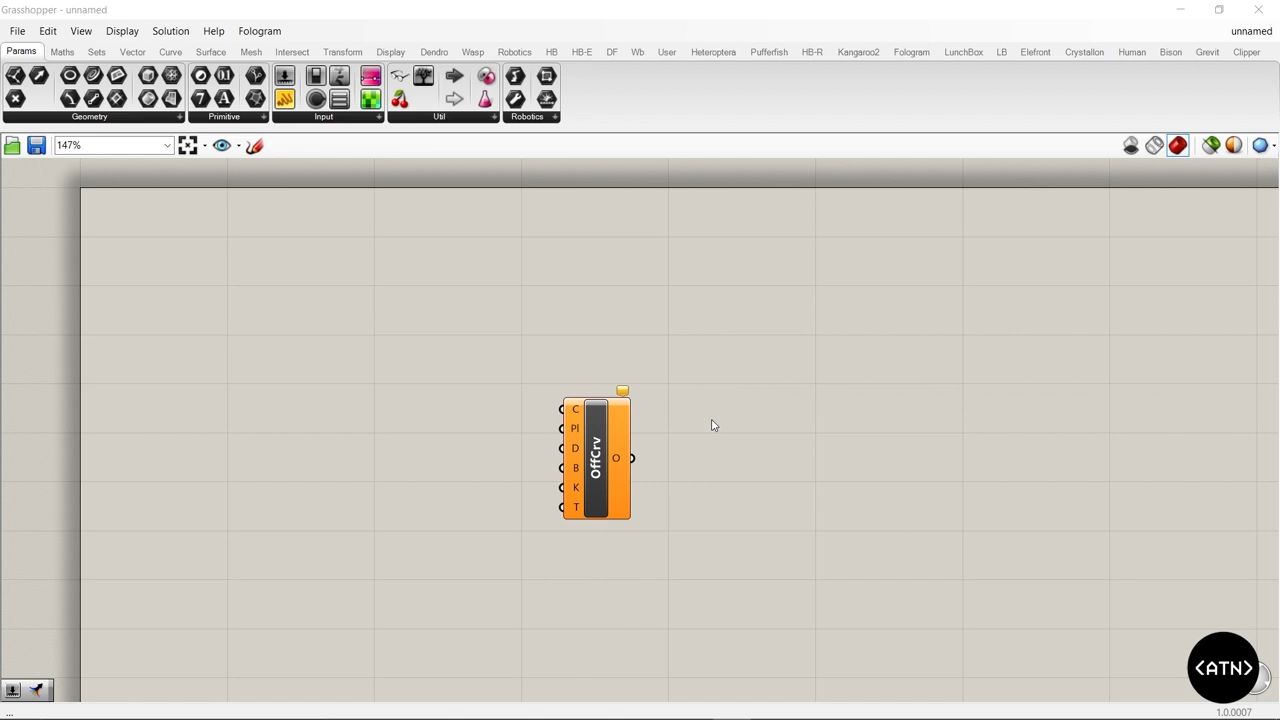 Grasshopper - unnamed
File Edit View Display Solution Help Fologram unnamed
Params Maths Sets Vector Curve Surface Mesh Intersect Transform Display Dendro Wasp Robotics HB HB-E DF Wb User Heteroptera Pufferfish HB-R Kangaroo2 Fologram LunchBox LB Elefront Crystallon Human Bison Grevit Clipper
Geometry Primitive Input Util Robotics
147%
C
Pl
D
B
K
T
OffCrv
O
<ATN>
... 1.0.0007